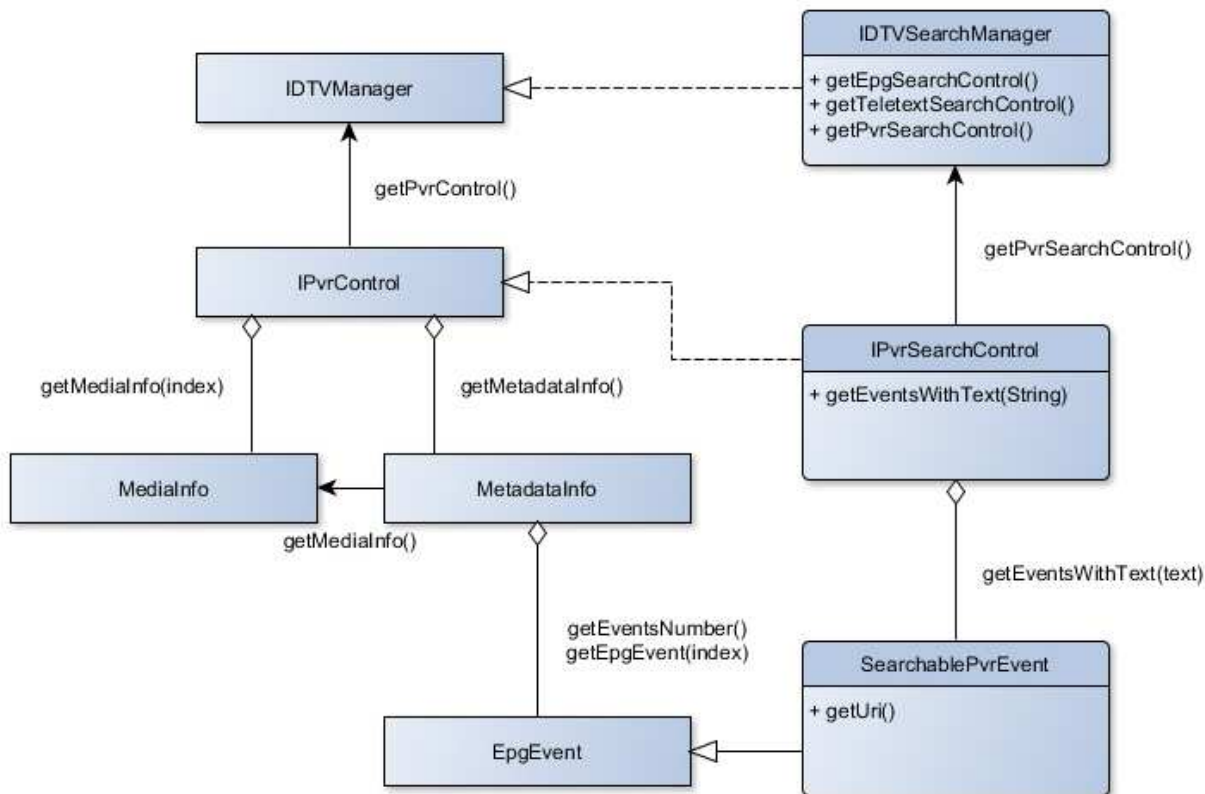 IDTVSearchManager
+ getEpgSearchControl()
+ getTeletextSearchControl()
+ getPvrSearchControl()
IDTVManager
getPvrControl()
getPvrSearchControl()
IPvrControl
IPvrSearchControl
+ getEventsWithText(String)
getMediaInfo(index)
getMetadataInfo()
MediaInfo
MetadataInfo
getMediaInfo()
getEventsWithText(text)
getEventsNumber()
getEpgEvent(index)
SearchablePvrEvent
+ getUri()
EpgEvent